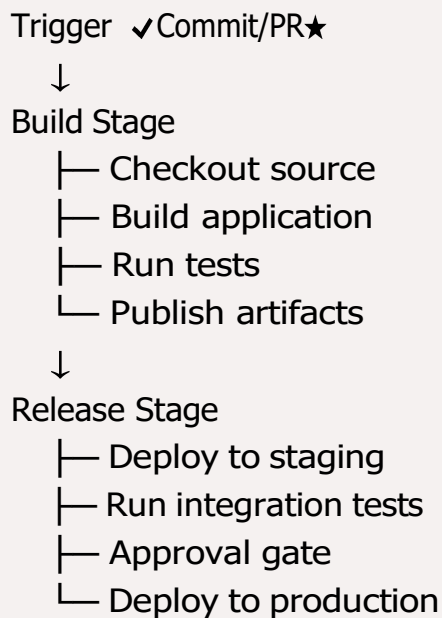 Trigger ✓Commit/PR★
↓
Build Stage
├─ Checkout source
├─ Build application
├─ Run tests
└─ Publish artifacts
↓
Release Stage
├─ Deploy to staging
├─ Run integration tests
├─ Approval gate
└─ Deploy to production